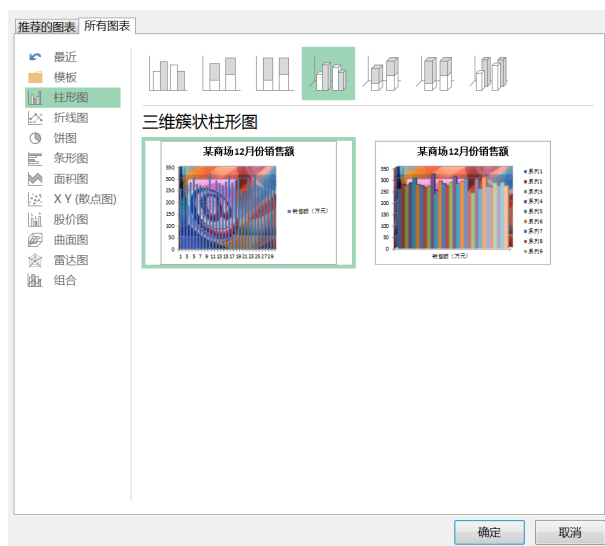 推荐的图表 所有图表
最近
模板
柱形图
折线图
饼图
条形图
面积图
X Y (散点图)
股价图
曲面图
雷达图
组合
三维簇状柱形图
某商场12月份销售额
350
300
250
200
150
100
50
0
1 3 5 7 9 11 13 15 17 19 21 23 25 27 29
销售额（万元）
某商场12月份销售额
350
300
250
200
150
100
50
0
销售额（万元）
系列1
系列2
系列3
系列4
系列5
系列6
系列7
系列8
系列9
确定 取消